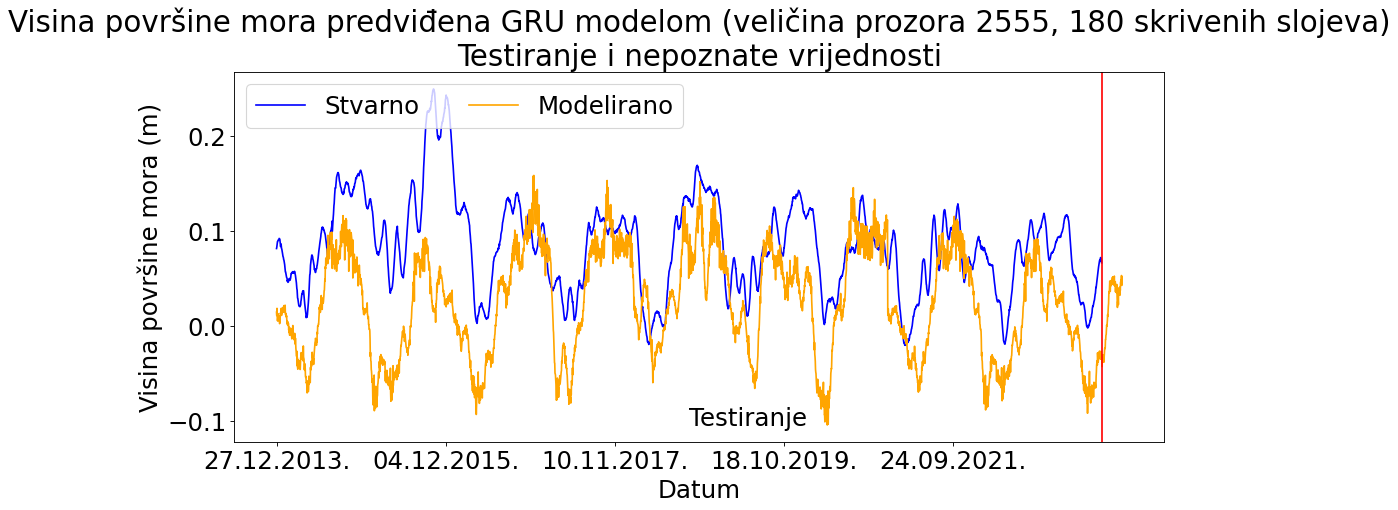 Visina površine mora predviđena GRU modelom (veličina prozora 2555, 180 skrivenih slojeva)
Testiranje i nepoznate vrijednosti
Stvarno Modelirano
Visina površine mora (m)
0.2
0.1
0.0
−0.1
Testiranje
27.12.2013. 04.12.2015. 10.11.2017. 18.10.2019. 24.09.2021.
Datum